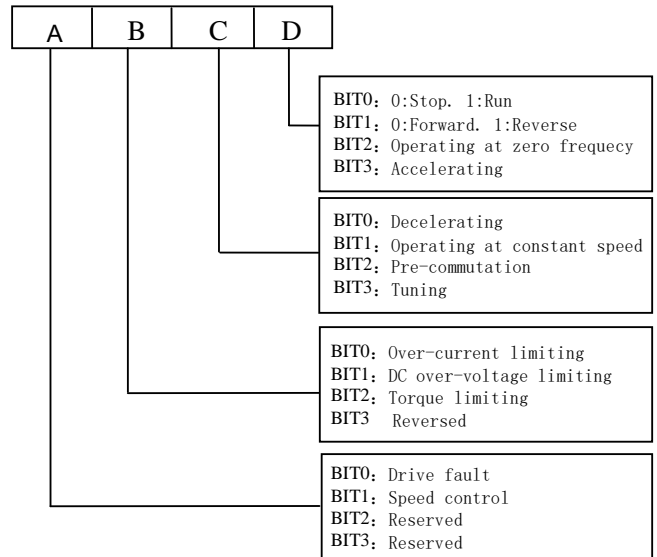 A B C D
BIT0：0:Stop. 1:Run
BIT1：0:Forward. 1:Reverse
BIT2：Operating at zero frequecy
BIT3：Accelerating
BIT0：Decelerating
BIT1：Operating at constant speed
BIT2：Pre-commutation
BIT3：Tuning
BIT0：Over-current limiting
BIT1：DC over-voltage limiting
BIT2：Torque limiting
BIT3 Reversed
BIT0：Drive fault
BIT1：Speed control
BIT2：Reserved
BIT3：Reserved